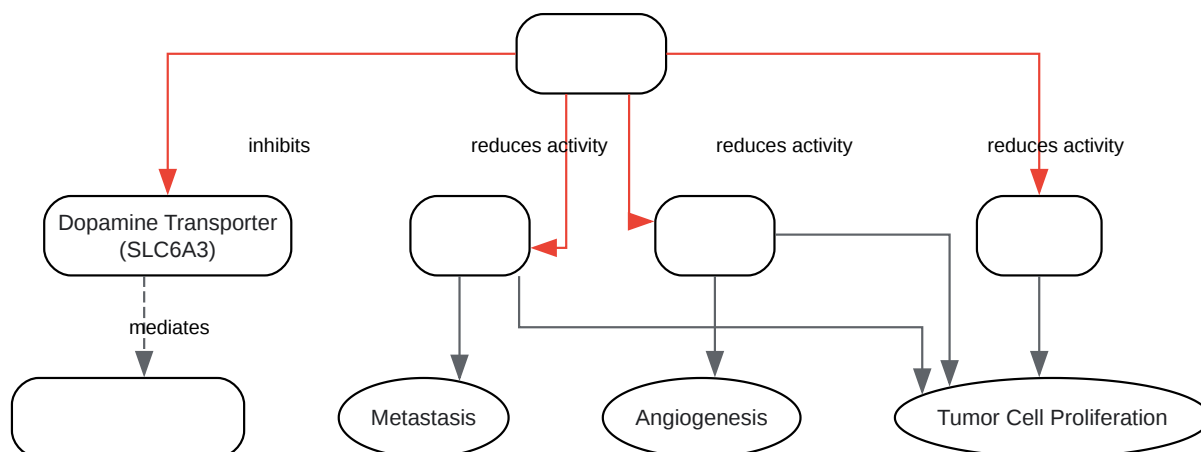 inhibits
reduces activity
reduces activity
reduces activity
Dopamine Transporter
(SLC6A3)
mediates
Metastasis
Angiogenesis
Tumor Cell Proliferation